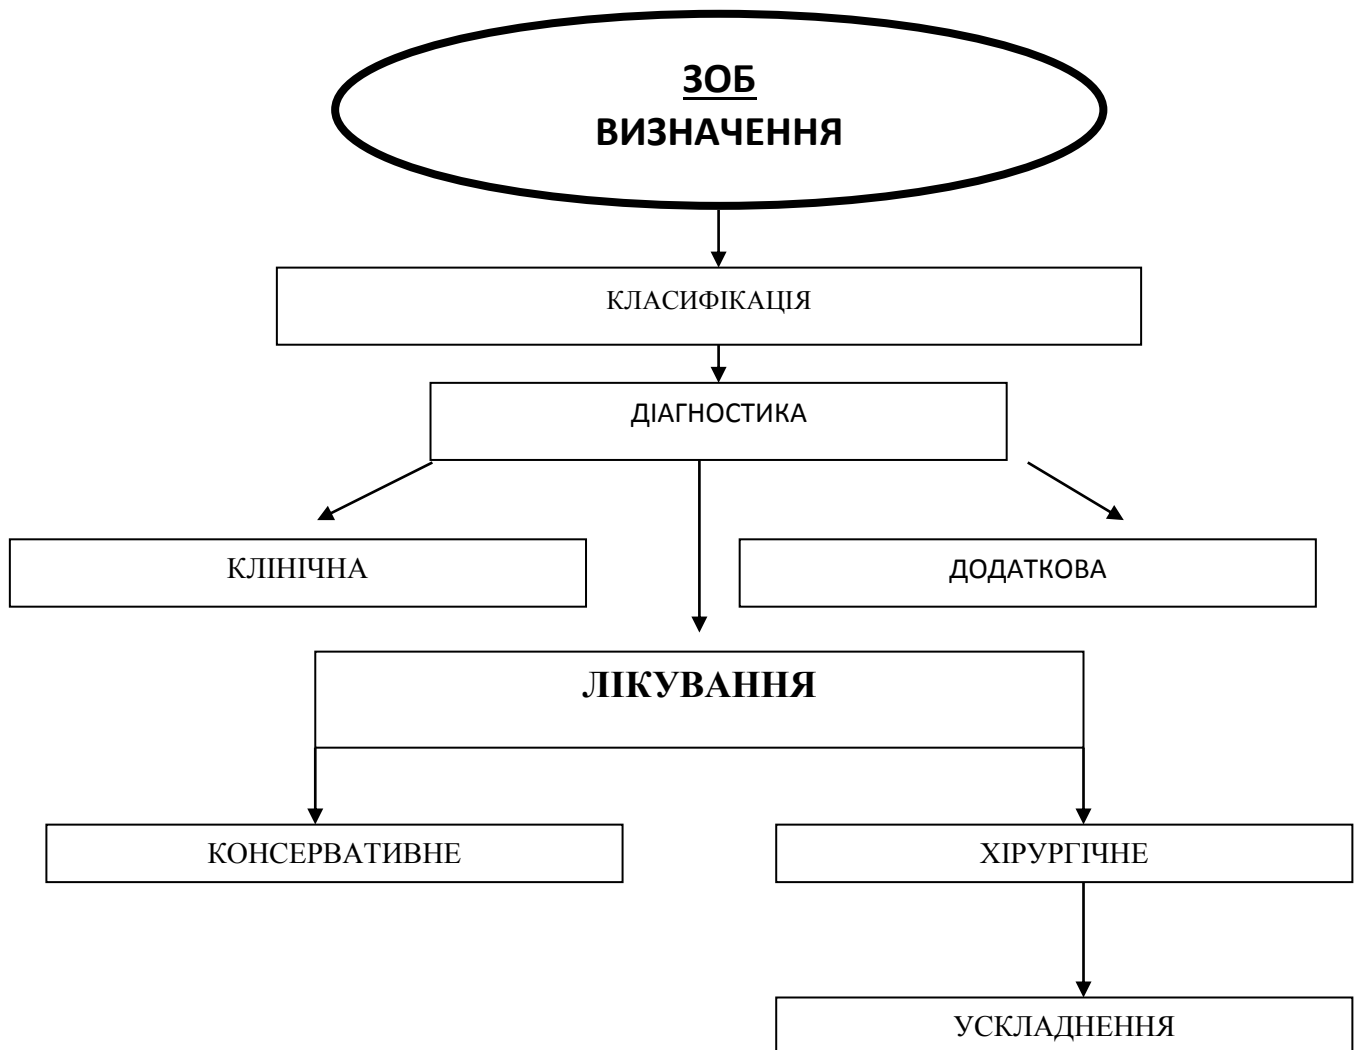 ЗОБ
ВИЗНАЧЕННЯ
КЛАСИФІКАЦІЯ
ДІАГНОСТИКА
КЛІНІЧНА
ДОДАТКОВА
ЛІКУВАННЯ
КОНСЕРВАТИВНЕ
ХІРУРГІЧНЕ
УСКЛАДНЕННЯ